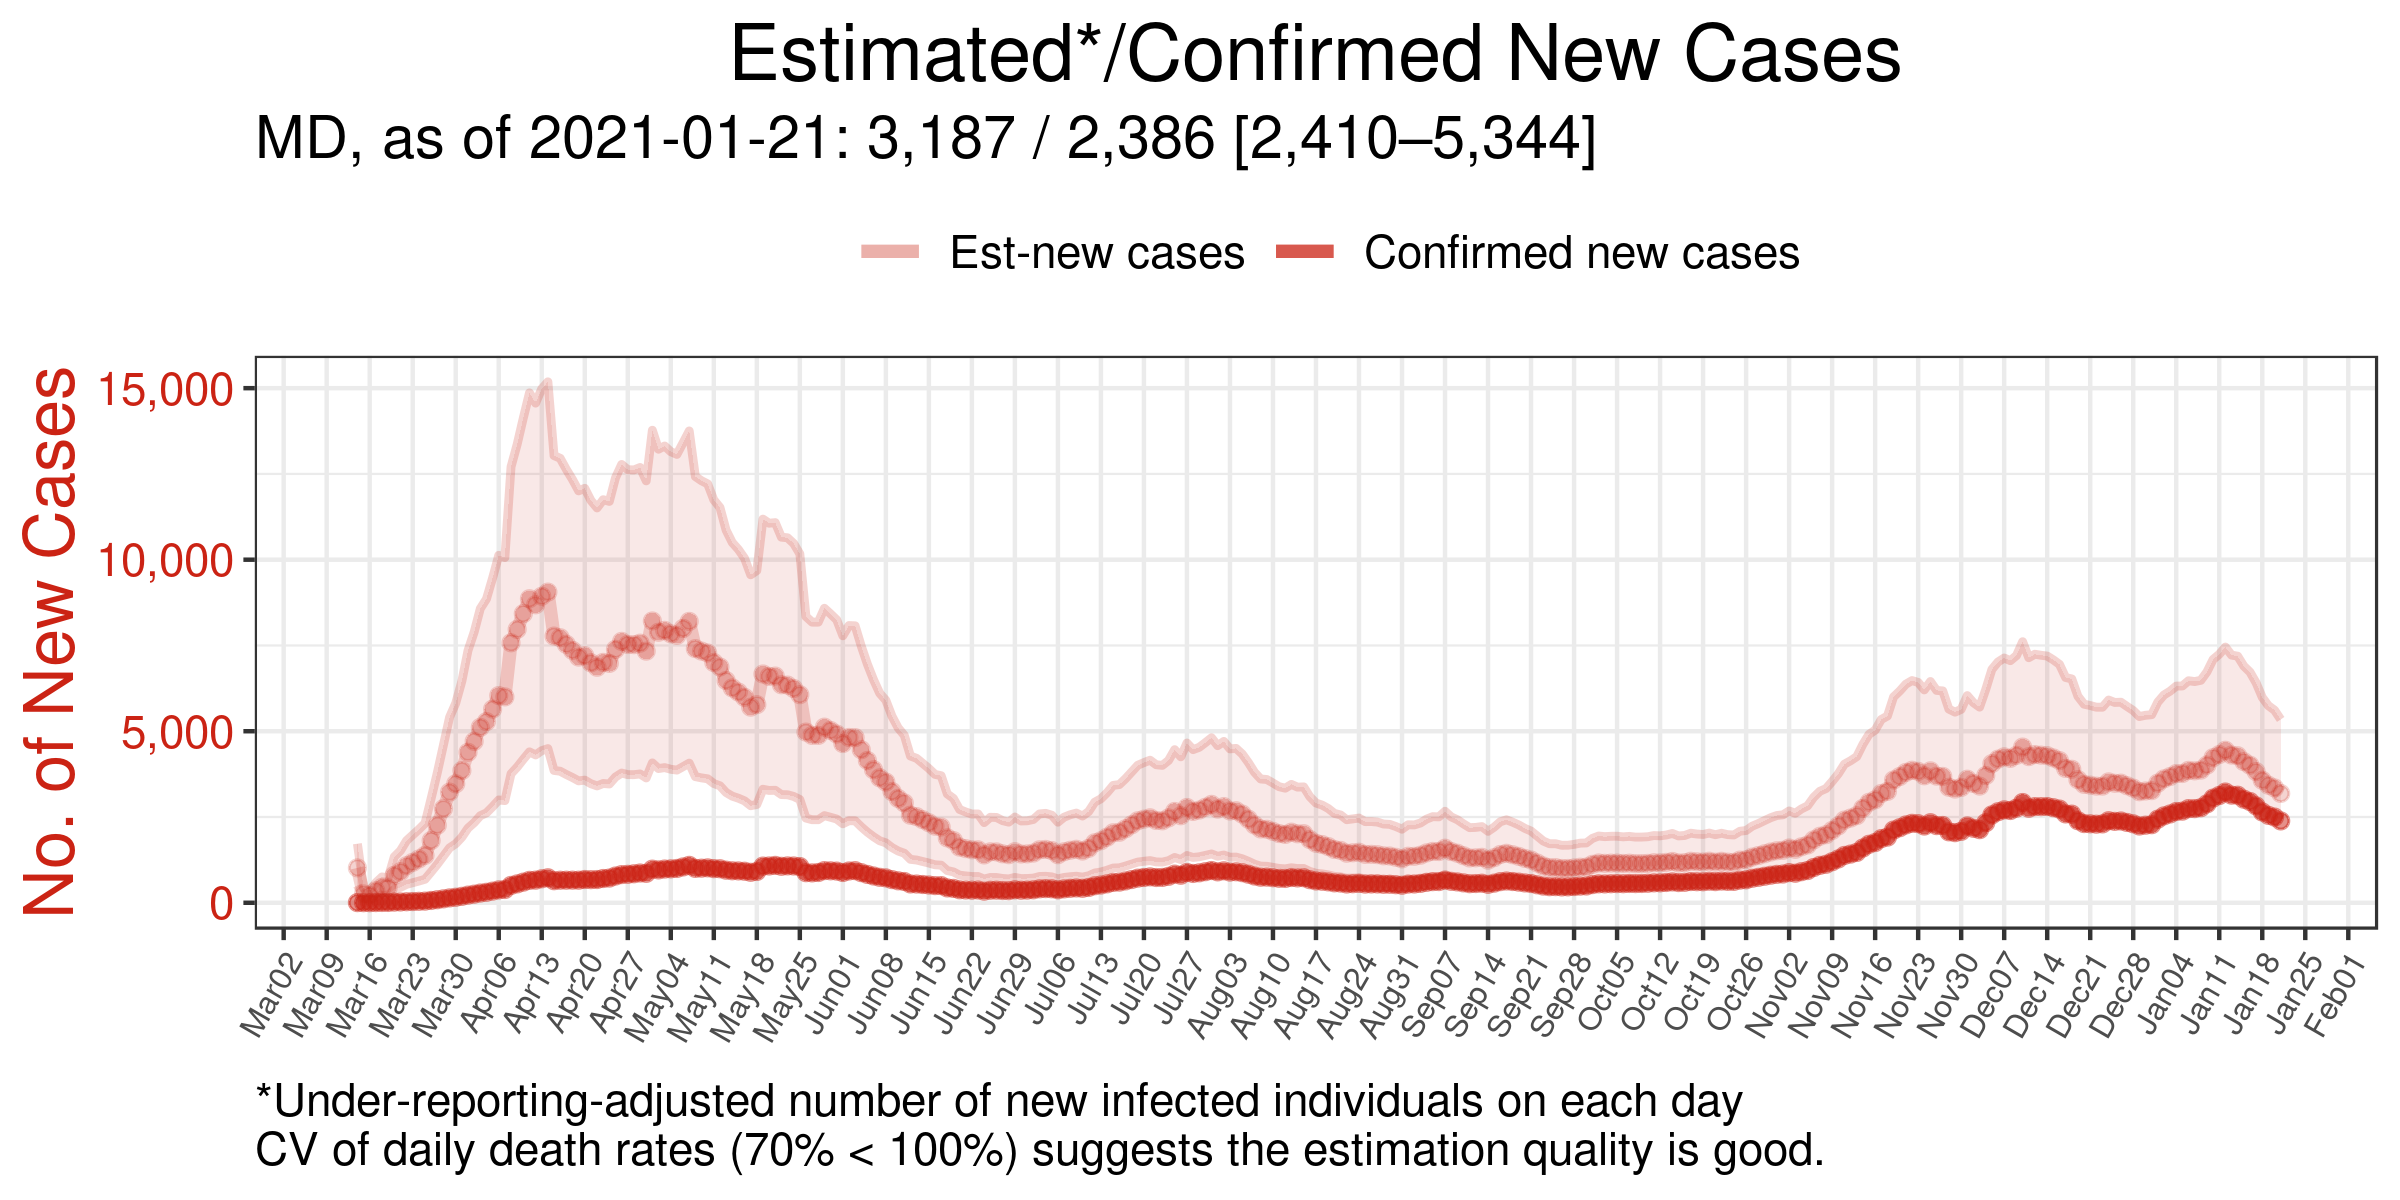 Estimated*/Confirmed New Cases
MD, as of 2021-01-21: 3,187 / 2,386 [2,410–5,344]
Est-new cases
Confirmed new cases
No. of New Cases
15,000
10,000
5,000
0
Mar02
Mar09
Mar16
Mar23
Mar30
Apr06
Apr13
Apr20
Apr27
May04
May11
May18
May25
Jun01
Jun08
Jun15
Jun22
Jun29
Jul06
Jul13
Jul20
Jul27
Aug03
Aug10
Aug17
Aug24
Aug31
Sep07
Sep14
Sep21
Sep28
Oct05
Oct12
Oct19
Oct26
Nov02
Nov09
Nov16
Nov23
Nov30
Dec07
Dec14
Dec21
Dec28
Jan04
Jan11
Jan18
Jan25
Feb01
*Under-reporting-adjusted number of new infected individuals on each day
CV of daily death rates (70% < 100%) suggests the estimation quality is good.